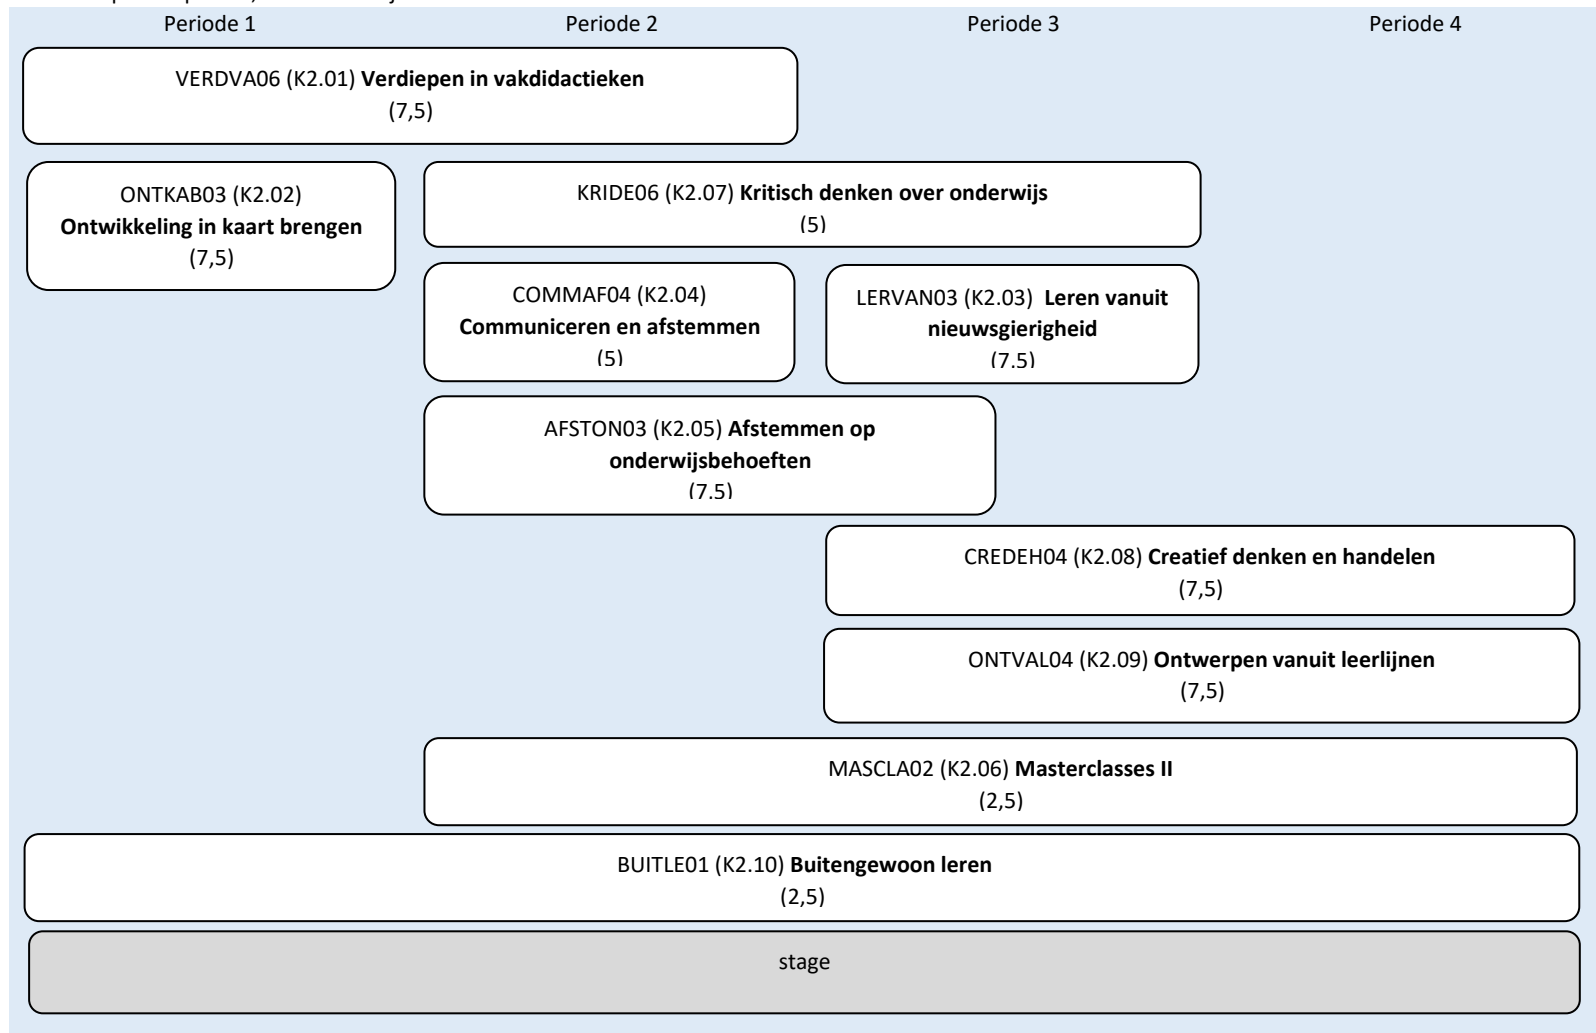 Periode 1 Periode 2 Periode 3 Periode 4
VERDVA06 (K2.01) Verdiepen in vakdidactieken
(7,5)
ONTKAB03 (K2.02)
Ontwikkeling in kaart brengen
(7,5)
KRIDE06 (K2.07) Kritisch denken over onderwijs
(5)
COMMAF04 (K2.04)
Communiceren en afstemmen
(5)
LERVAN03 (K2.03) Leren vanuit
nieuwsgierigheid
(7,5)
AFSTON03 (K2.05) Afstemmen op
onderwijsbehoeften
(7,5)
CREDEH04 (K2.08) Creatief denken en handelen
(7,5)
ONTVAL04 (K2.09) Ontwerpen vanuit leerlijnen
(7,5)
MASCLA02 (K2.06) Masterclasses II
(2,5)
BUITLE01 (K2.10) Buitengewoon leren
(2,5)
stage